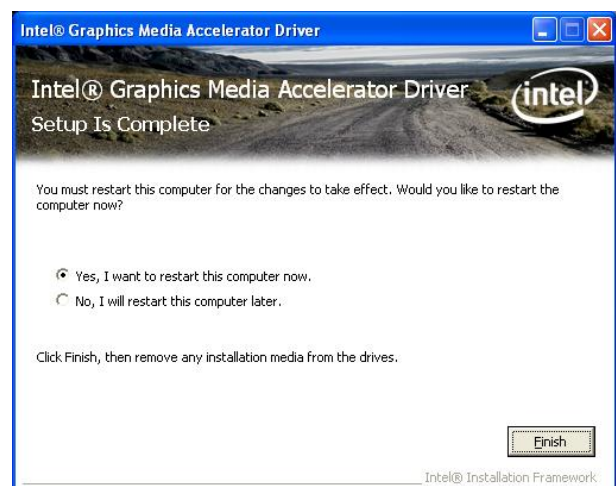 Intel® Graphics Media Accelerator Driver
Intel® Graphics Media Accelerator Driver
Setup Is Complete
intel
You must restart this computer for the changes to take effect. Would you like to restart the
computer now?
Yes, I want to restart this computer now.
No, I will restart this computer later.
Click Finish, then remove any installation media from the drives.
Finish
Intel® Installation Framework